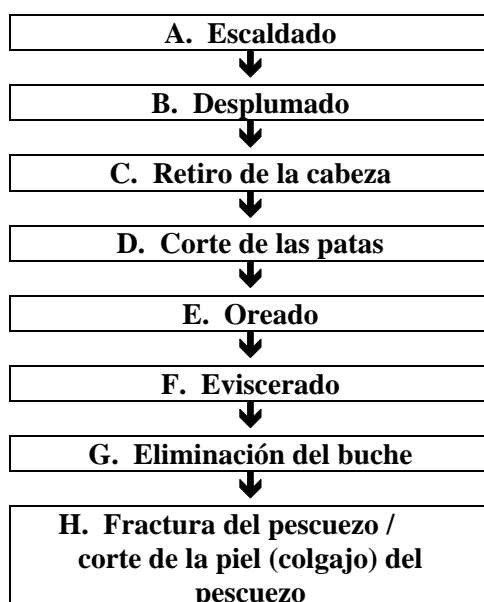 A. Escaldado
B. Desplumado
C. Retiro de la cabeza
D. Corte de las patas
E. Oreado
F. Eviscerado
G. Eliminación del buche
H. Fractura del pescuezo /
corte de la piel (colgajo) del
pescuezo